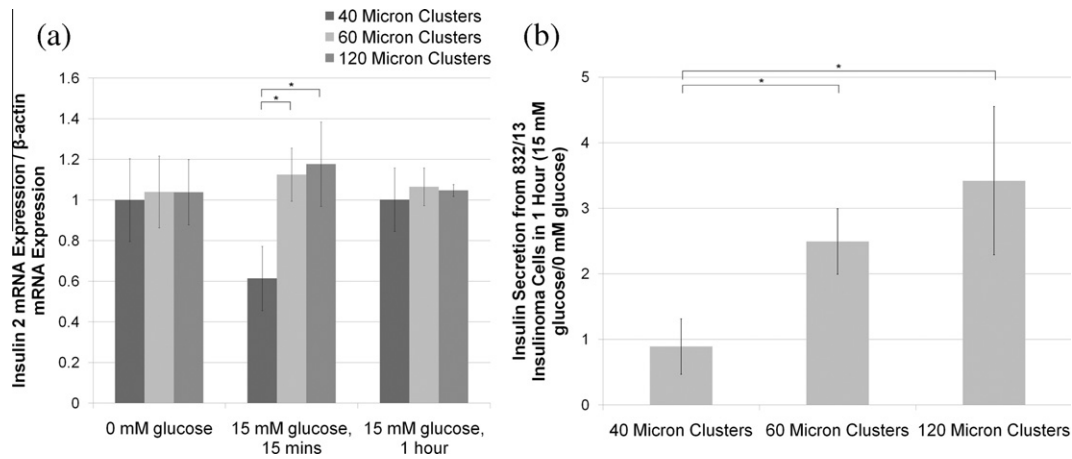 (a)
40 Micron Clusters
60 Micron Clusters
120 Micron Clusters
Insulin 2 mRNA Expression / β-actin
mRNA Expression
1.6
1.4
1.2
1
0.8
0.6
0.4
0.2
0
*
*
0 mM glucose
15 mM glucose,
15 mins
15 mM glucose,
1 hour
(b)
Insulin Secretion from 832/13
Insulinoma Cells in 1 Hour (15 mM
glucose/0 mM glucose)
5
4
3
2
1
0
*
*
40 Micron Clusters
60 Micron Clusters
120 Micron Clusters